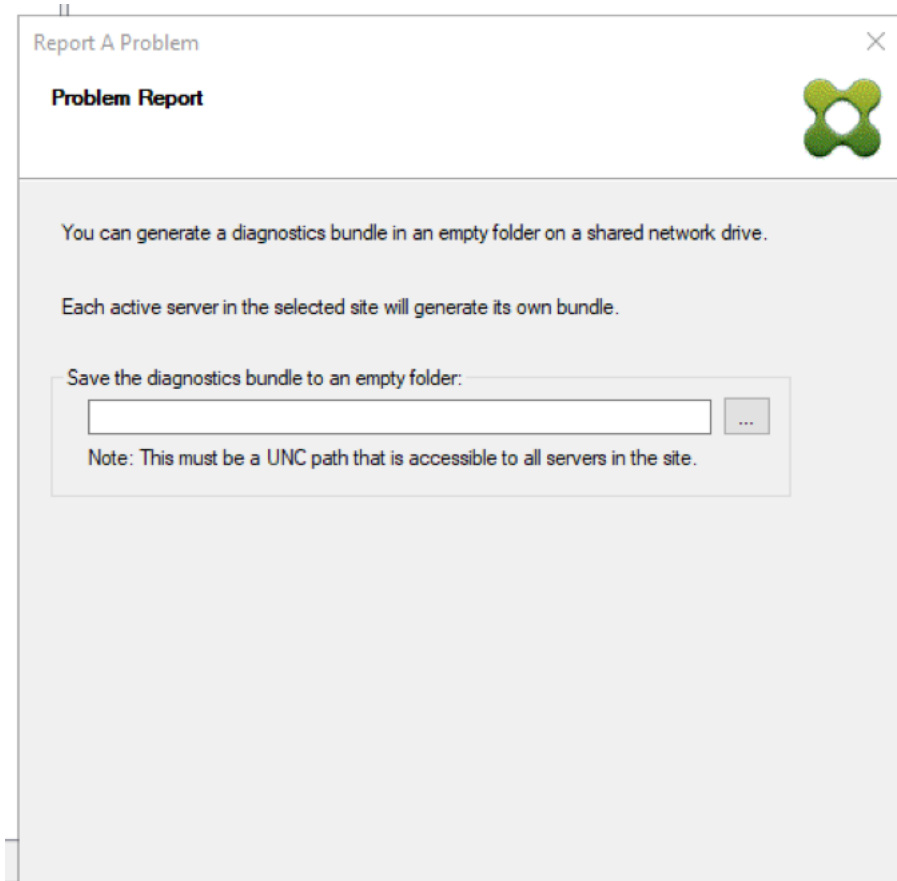 Report A Problem
Problem Report
You can generate a diagnostics bundle in an empty folder on a shared network drive.
Each active server in the selected site will generate its own bundle.
Save the diagnostics bundle to an empty folder:
...
Note: This must be a UNC path that is accessible to all servers in the site.